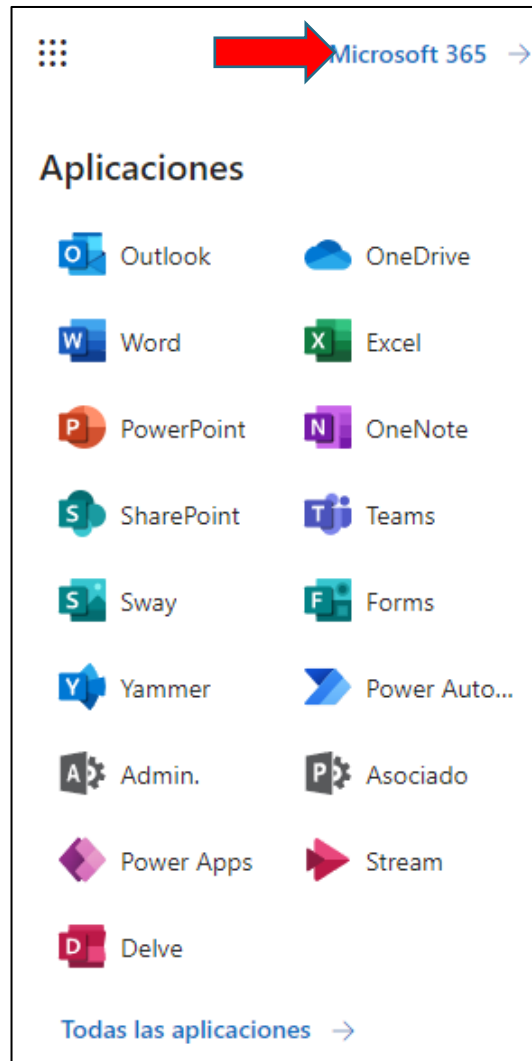 Microsoft 365 →
Aplicaciones
Outlook OneDrive
Word Excel
PowerPoint OneNote
SharePoint Teams
Sway Forms
Yammer Power Auto...
Admin. Asociado
Power Apps Stream
Delve
Todas las aplicaciones →